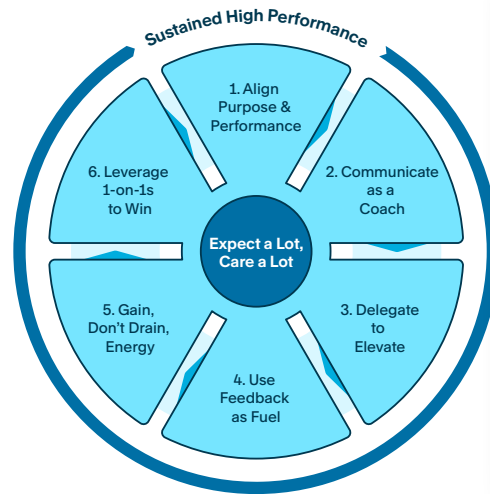 Sustained High Performance
1. Align
Purpose &
Performance
2. Communicate
as a
Coach
3. Delegate
to
Elevate
4. Use
Feedback
as Fuel
5. Gain,
Don't Drain,
Energy
6. Leverage
1-on-1s
to Win
Expect a Lot,
Care a Lot